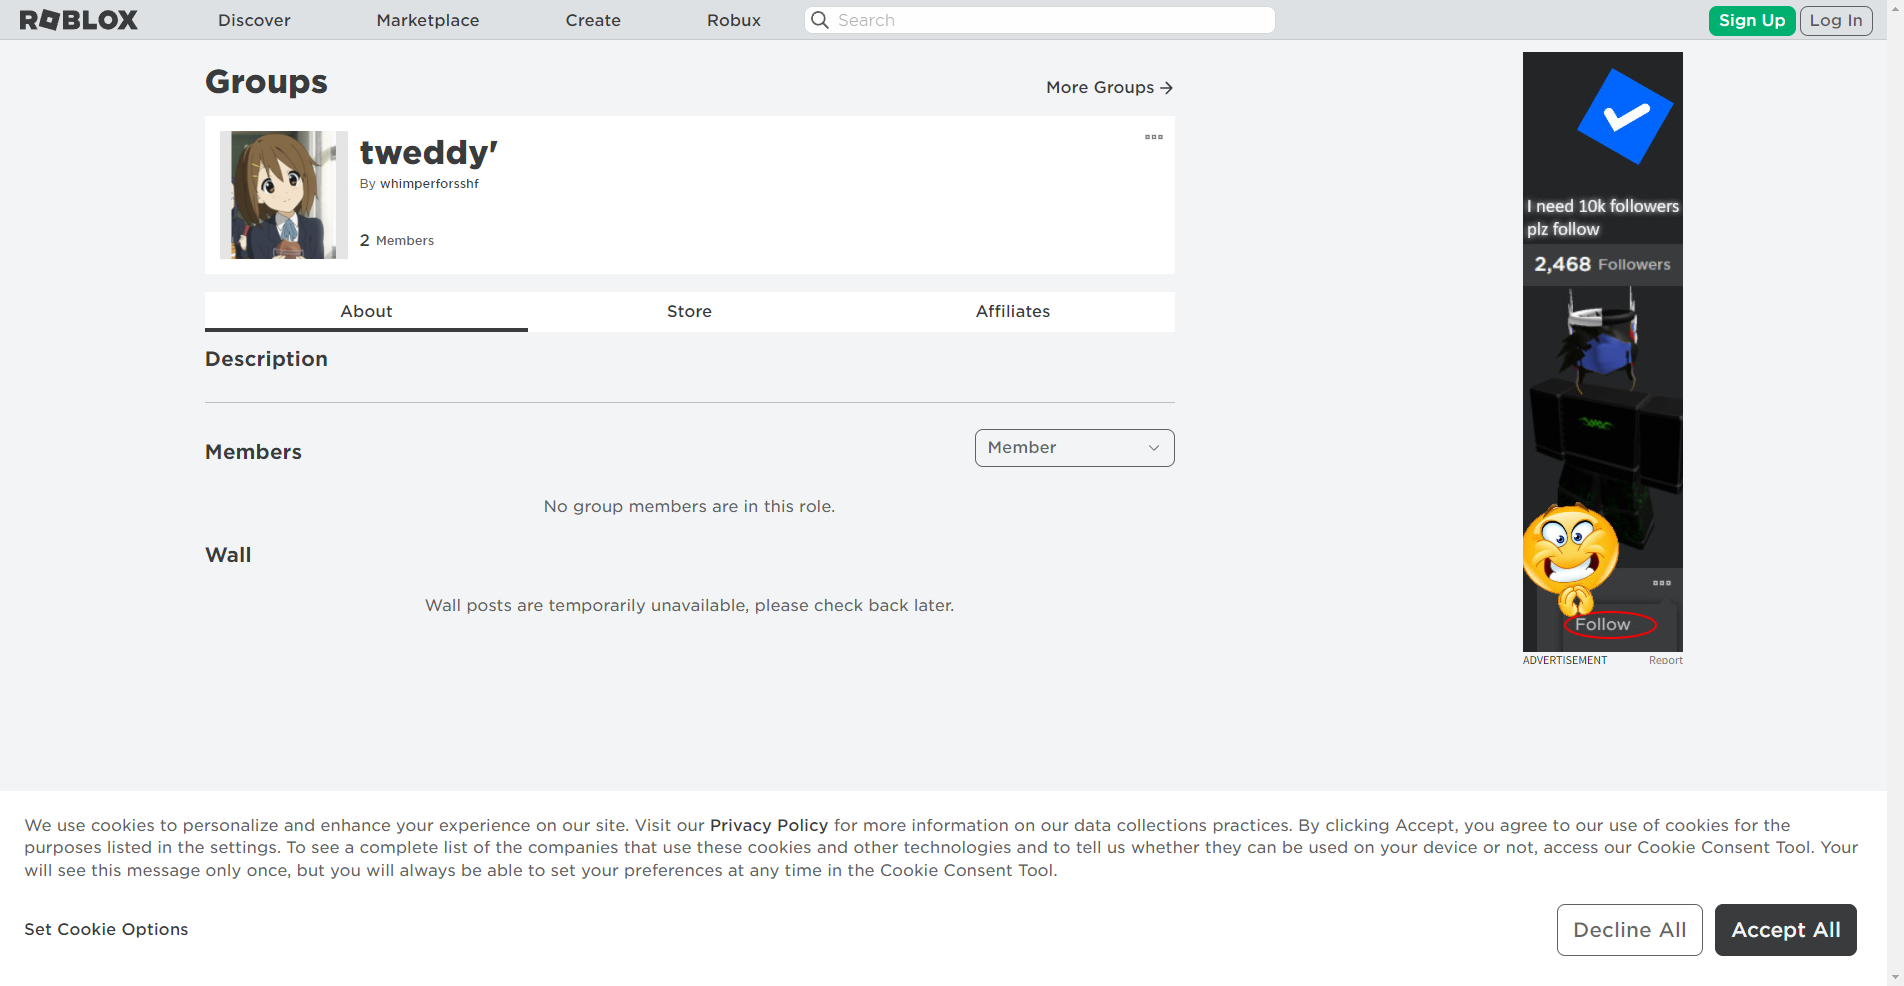 ROBLOX
Discover
Marketplace
Create
Robux
Search
Sign Up
Log In
Groups
More Groups
tweddy'
By whimperforsshf
2 Members
About
Store
Affiliates
Description
Members
Member
No group members are in this role.
Wall
Wall posts are temporarily unavailable, please check back later.
I need 10k followers
plz follow
2,468 Followers
Follow
ADVERTISEMENT
Report
We use cookies to personalize and enhance your experience on our site. Visit our Privacy Policy for more information on our data collections practices. By clicking Accept, you agree to our use of cookies for the
purposes listed in the settings. To see a complete list of the companies that use these cookies and other technologies and to tell us whether they can be used on your device or not, access our Cookie Consent Tool. Your
will see this message only once, but you will always be able to set your preferences at any time in the Cookie Consent Tool.
Set Cookie Options
Decline All
Accept All